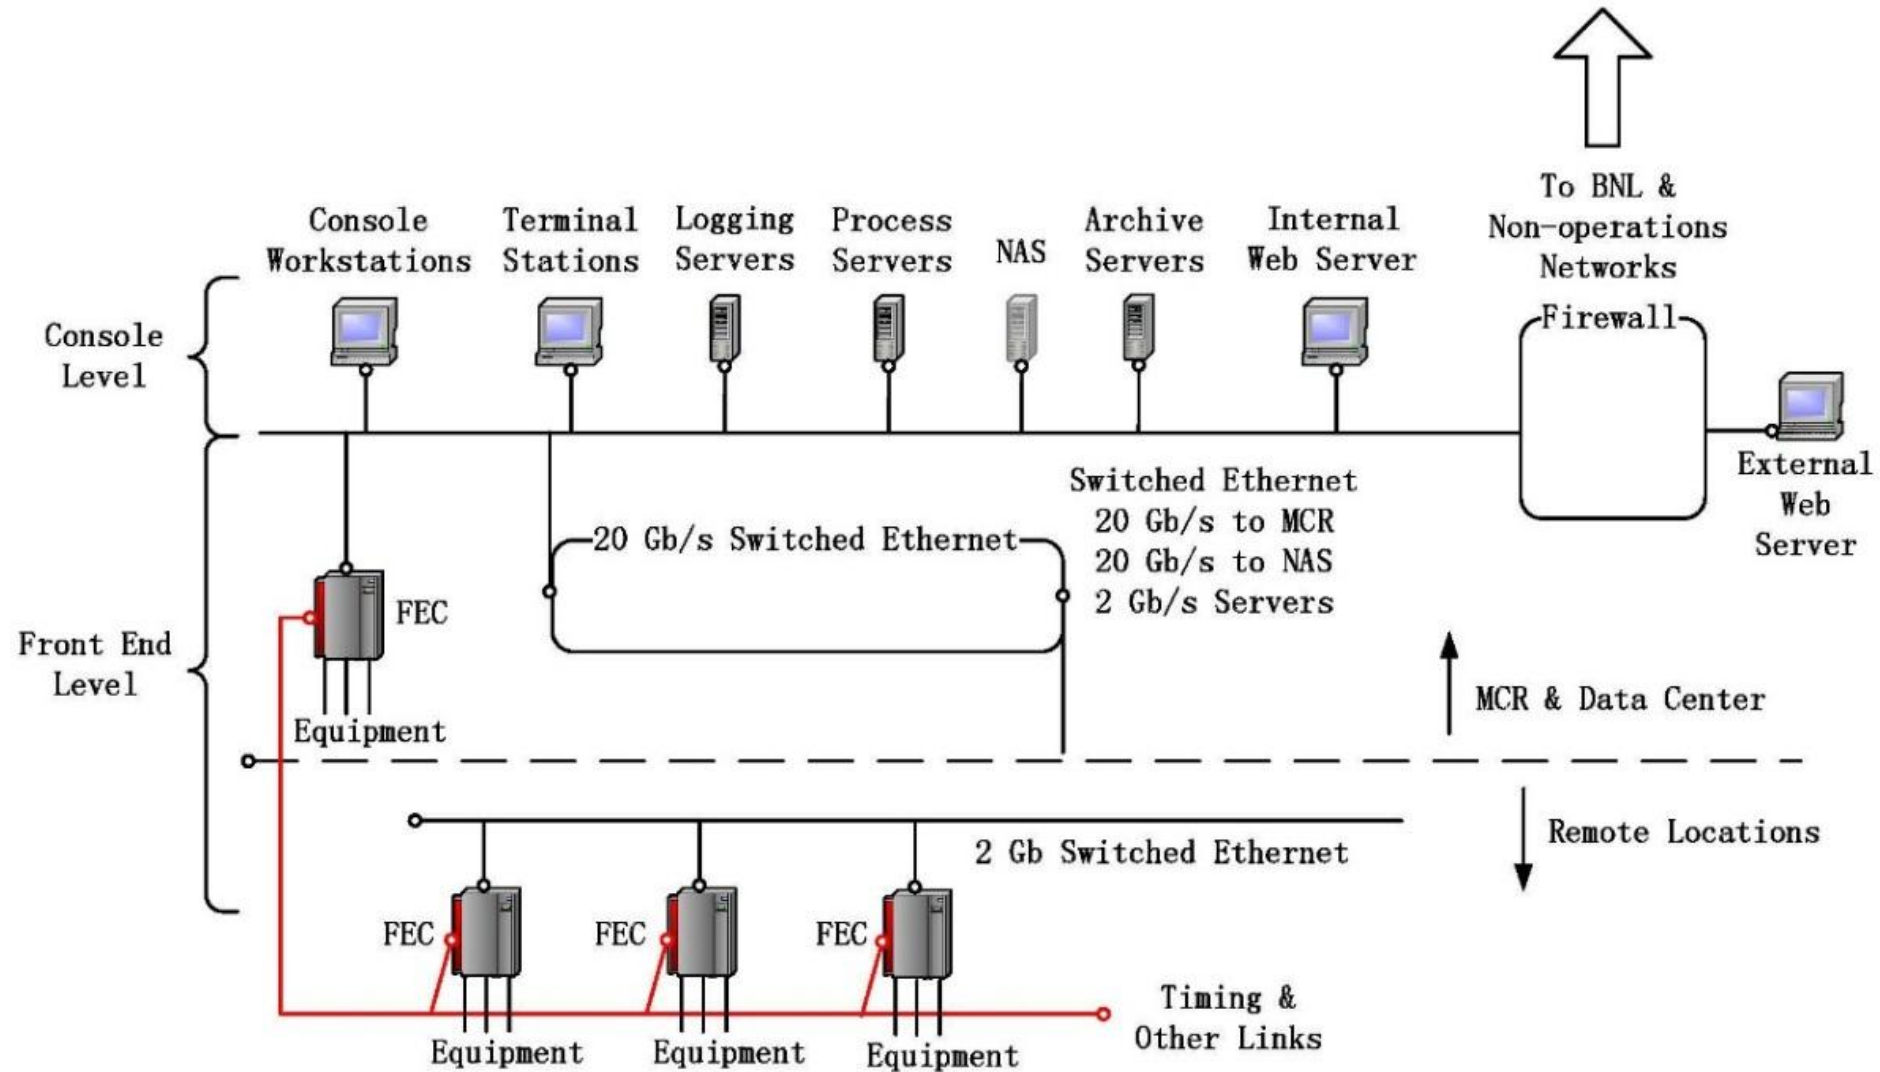 To BNL &
Non-operations
Networks
Console
Workstations
Terminal
Stations
Logging
Servers
Process
Servers
NAS
Archive
Servers
Internal
Web Server
Firewall
Console
Level
External
Web
Server
Switched Ethernet
20 Gb/s to MCR
20 Gb/s to NAS
2 Gb/s Servers
20 Gb/s Switched Ethernet
FEC
Front End
Level
Equipment
MCR & Data Center
Remote Locations
2 Gb Switched Ethernet
FEC
FEC
FEC
Timing &
Other Links
Equipment
Equipment
Equipment